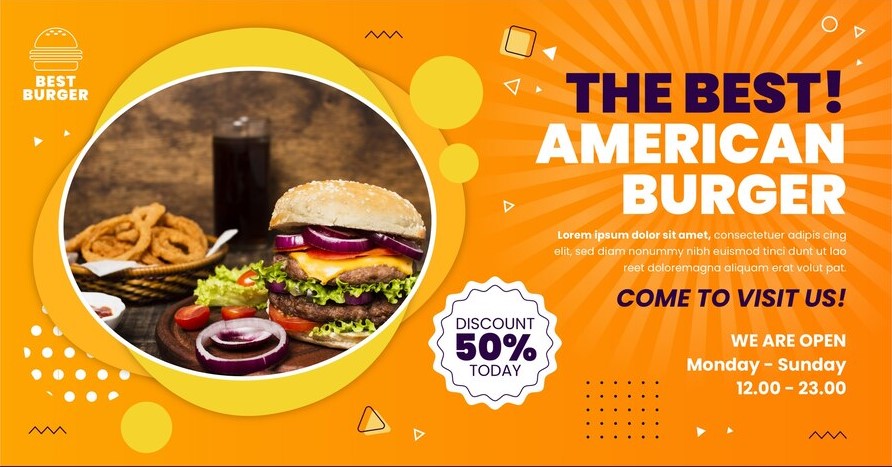 BEST
BURGER
THE BEST!
AMERICAN
BURGER
Lorem ipsum dolor sit amet, consectetuer adipis cing
elit, sed diam nonummy nibh euismod tinci dunt ut lao
reet doloremagna aliquam erat volut pat.
COME TO VISIT US!
DISCOUNT
50%
TODAY
WE ARE OPEN
Monday - Sunday
12.00 - 23.00